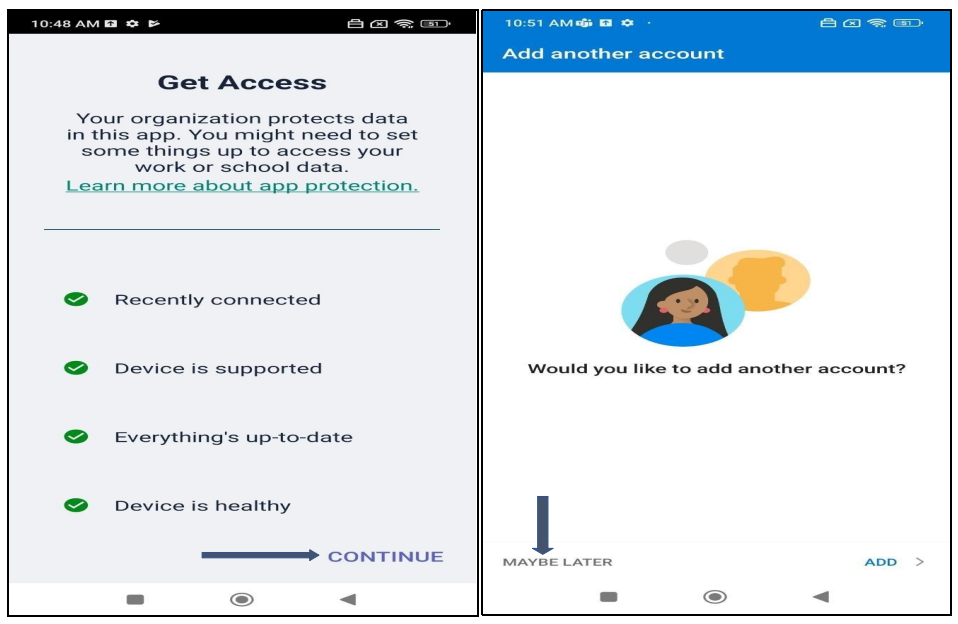 10:48 AM
51
Get Access
Your organization protects data
in this app. You might need to set
some things up to access your
work or school data.
Learn more about app protection.
Recently connected
Device is supported
Everything's up-to-date
Device is healthy
CONTINUE
10:51 AM
51
Add another account
Would you like to add another account?
MAYBE LATER
ADD